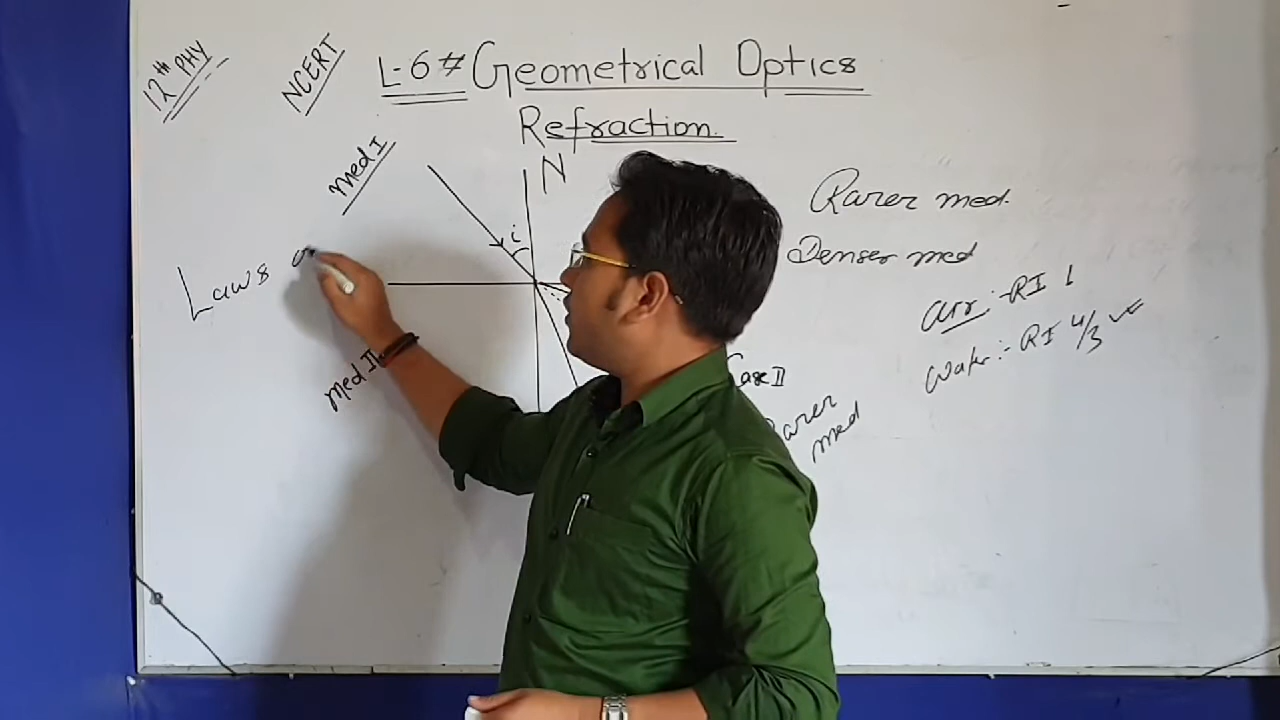 12th PHY
NCERT
L-6 # Geometrical Optics
Refraction.
Med I
N
i
Rarer med.
Denser med
Laws o
Air :- RI 1
Water :- RI 4/3 ✓
Med II
Case II
Rarer
med